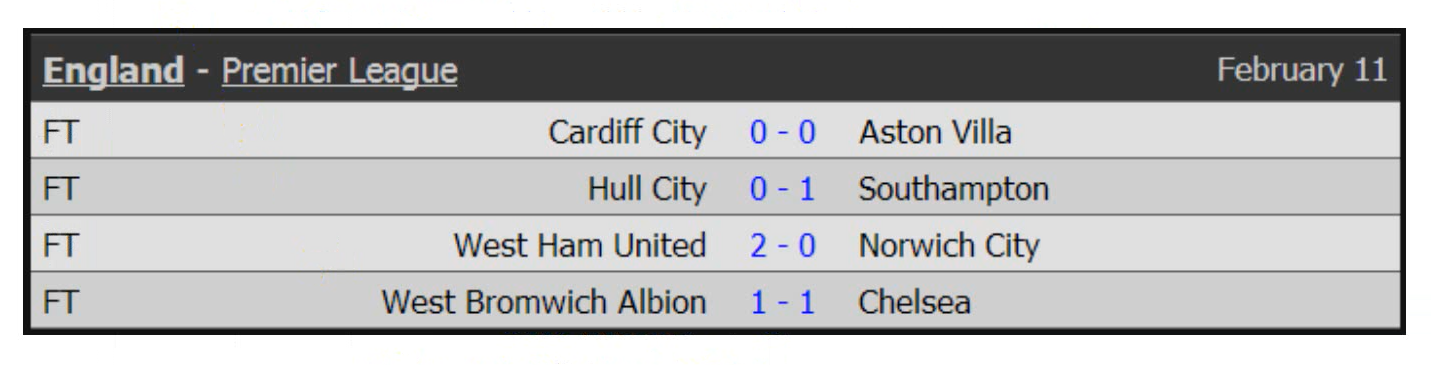 England - Premier League February 11
FT Cardiff City 0 - 0 Aston Villa
FT Hull City 0 - 1 Southampton
FT West Ham United 2 - 0 Norwich City
FT West Bromwich Albion 1 - 1 Chelsea